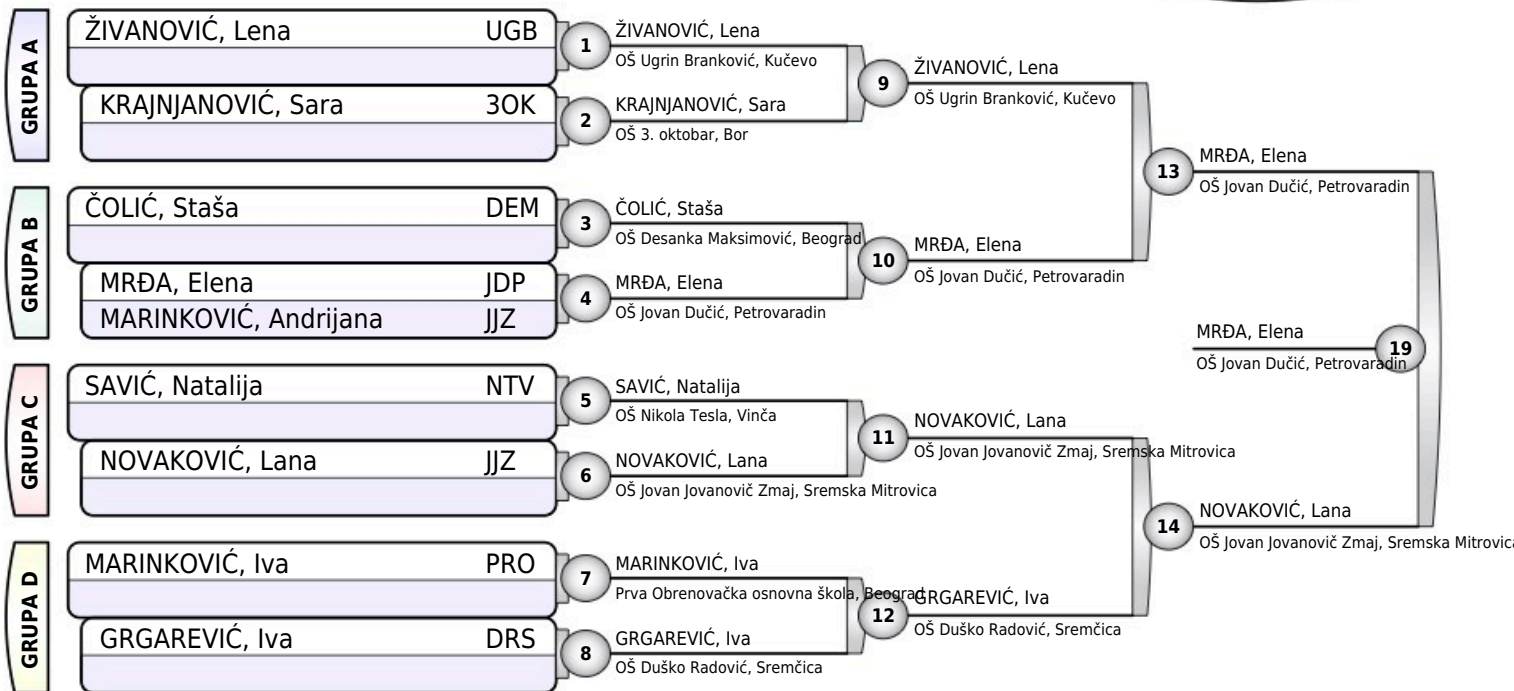 GRUPA A
ŽIVANOVIĆ, Lena UGB
KRAJNJANOVIĆ, Sara 3OK
GRUPA B
ČOLIĆ, Staša DEM
MRĐA, Elena JDP
MARINKOVIĆ, Andrijana JJZ
GRUPA C
SAVIĆ, Natalija NTV
NOVAKOVIĆ, Lana JJZ
GRUPA D
MARINKOVIĆ, Iva PRO
GRGAREVIĆ, Iva DRS
1
ŽIVANOVIĆ, Lena
OŠ Ugrin Branković, Kučevo
2
KRAJNJANOVIĆ, Sara
OŠ 3. oktobar, Bor
3
ČOLIĆ, Staša
OŠ Desanka Maksimović, Beograd
4
MRĐA, Elena
OŠ Jovan Dučić, Petrovaradin
5
SAVIĆ, Natalija
OŠ Nikola Tesla, Vinča
6
NOVAKOVIĆ, Lana
OŠ Jovan Jovanovič Zmaj, Sremska Mitrovica
7
MARINKOVIĆ, Iva
Prva Obrenovačka osnovna škola, Beograd
8
GRGAREVIĆ, Iva
OŠ Duško Radović, Sremčica
9
ŽIVANOVIĆ, Lena
OŠ Ugrin Branković, Kučevo
10
MRĐA, Elena
OŠ Jovan Dučić, Petrovaradin
11
NOVAKOVIĆ, Lana
OŠ Jovan Jovanovič Zmaj, Sremska Mitrovica
12
GRGAREVIĆ, Iva
OŠ Duško Radović, Sremčica
13
MRĐA, Elena
OŠ Jovan Dučić, Petrovaradin
14
NOVAKOVIĆ, Lana
OŠ Jovan Jovanovič Zmaj, Sremska Mitrovica
MRĐA, Elena
19
OŠ Jovan Dučić, Petrovaradin